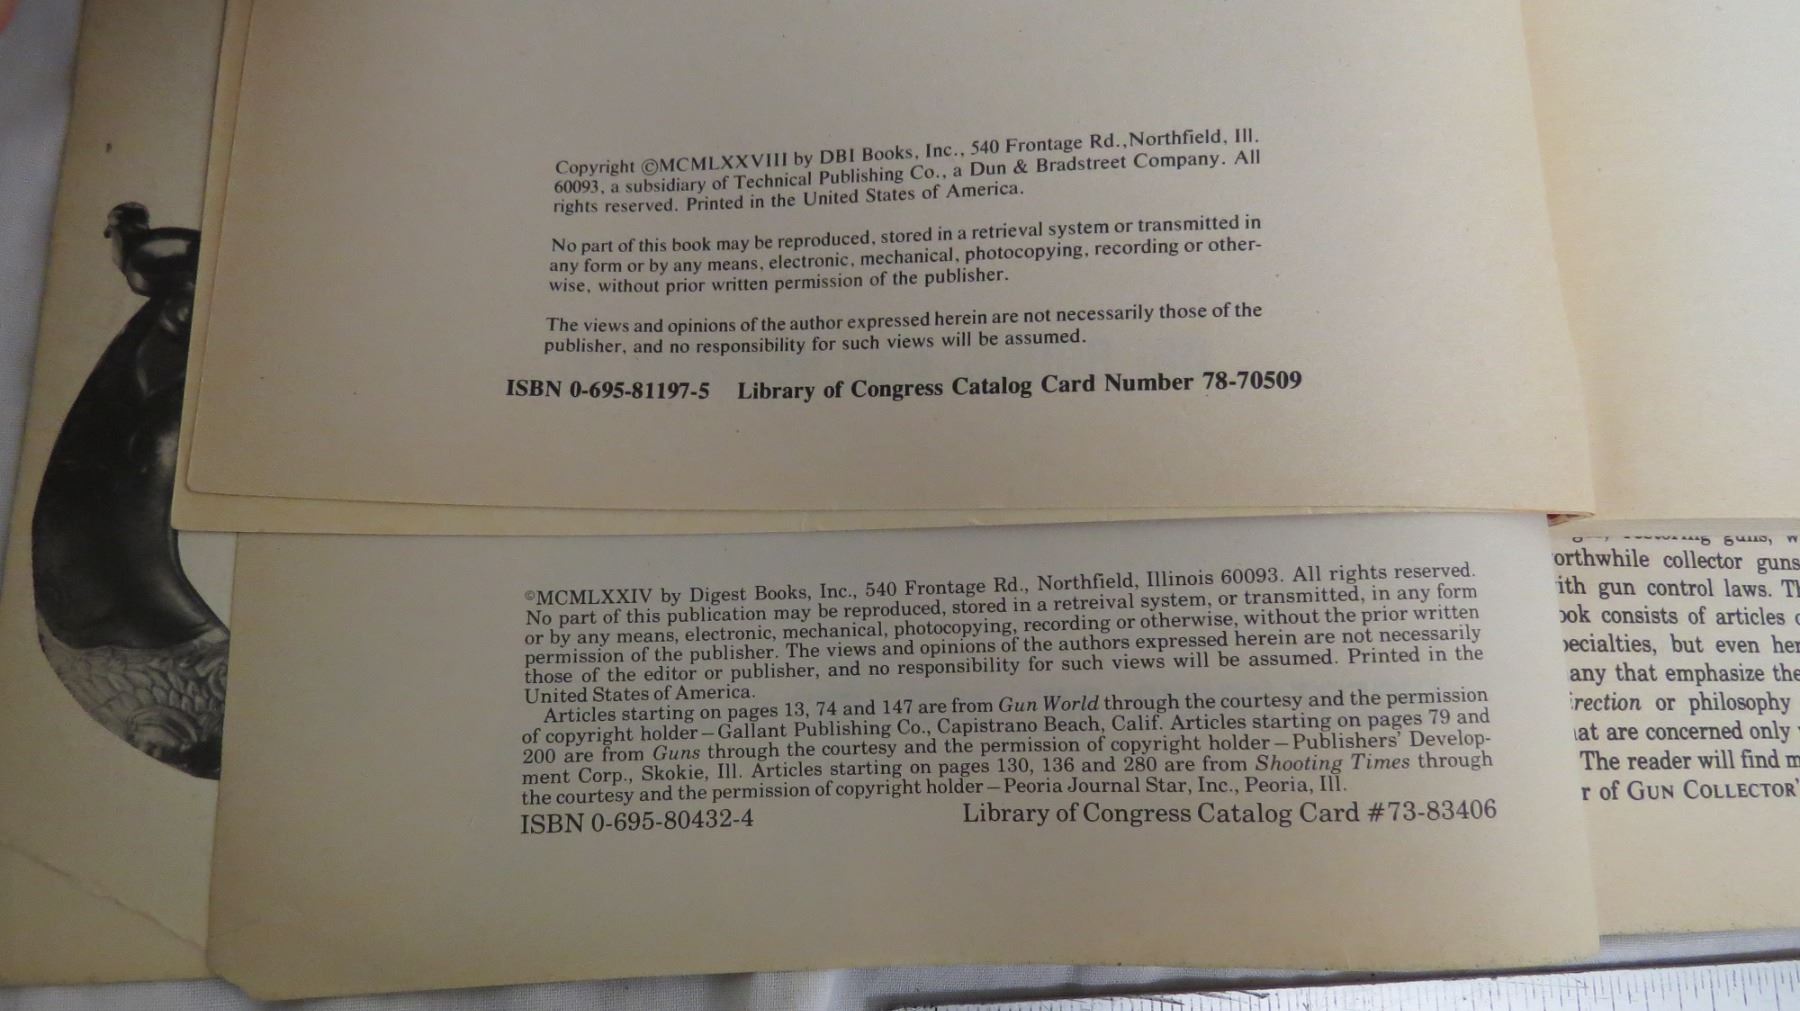 Copyright ©MCMLXXVIII by DBI Books, Inc., 540 Frontage Rd.,Northfield, Ill.
60093, a subsidiary of Technical Publishing Co., a Dun & Bradstreet Company. All
rights reserved. Printed in the United States of America.
No part of this book may be reproduced, stored in a retrieval system or transmitted in
any form or by any means, electronic, mechanical, photocopying, recording or other-
wise, without prior written permission of the publisher.
The views and opinions of the author expressed herein are not necessarily those of the
publisher, and no responsibility for such views will be assumed.
ISBN 0-695-81197-5 Library of Congress Catalog Card Number 78-70509
©MCMLXXIV by Digest Books, Inc., 540 Frontage Rd., Northfield, Illinois 60093. All rights reserved.
No part of this publication may be reproduced, stored in a retreival system, or transmitted, in any form
or by any means, electronic, mechanical, photocopying, recording or otherwise, without the prior written
permission of the publisher. The views and opinions of the authors expressed herein are not necessarily
those of the editor or publisher, and no responsibility for such views will be assumed. Printed in the
United States of America.
Articles starting on pages 13, 74 and 147 are from Gun World through the courtesy and the permission
of copyright holder—Gallant Publishing Co., Capistrano Beach, Calif. Articles starting on pages 79 and
200 are from Guns through the courtesy and the permission of copyright holder—Publishers' Develop-
ment Corp., Skokie, Ill. Articles starting on pages 130, 136 and 280 are from Shooting Times through
the courtesy and the permission of copyright holder—Peoria Journal Star, Inc., Peoria, Ill.
ISBN 0-695-80432-4 Library of Congress Catalog Card #73-83406
guns,
orthwhile collector guns
ith gun control laws.
ook consists of articles
pecialties, but even
any that emphasize the
rection or philosophy
at are concerned only
The reader will find
r of GUN COLLECTOR'